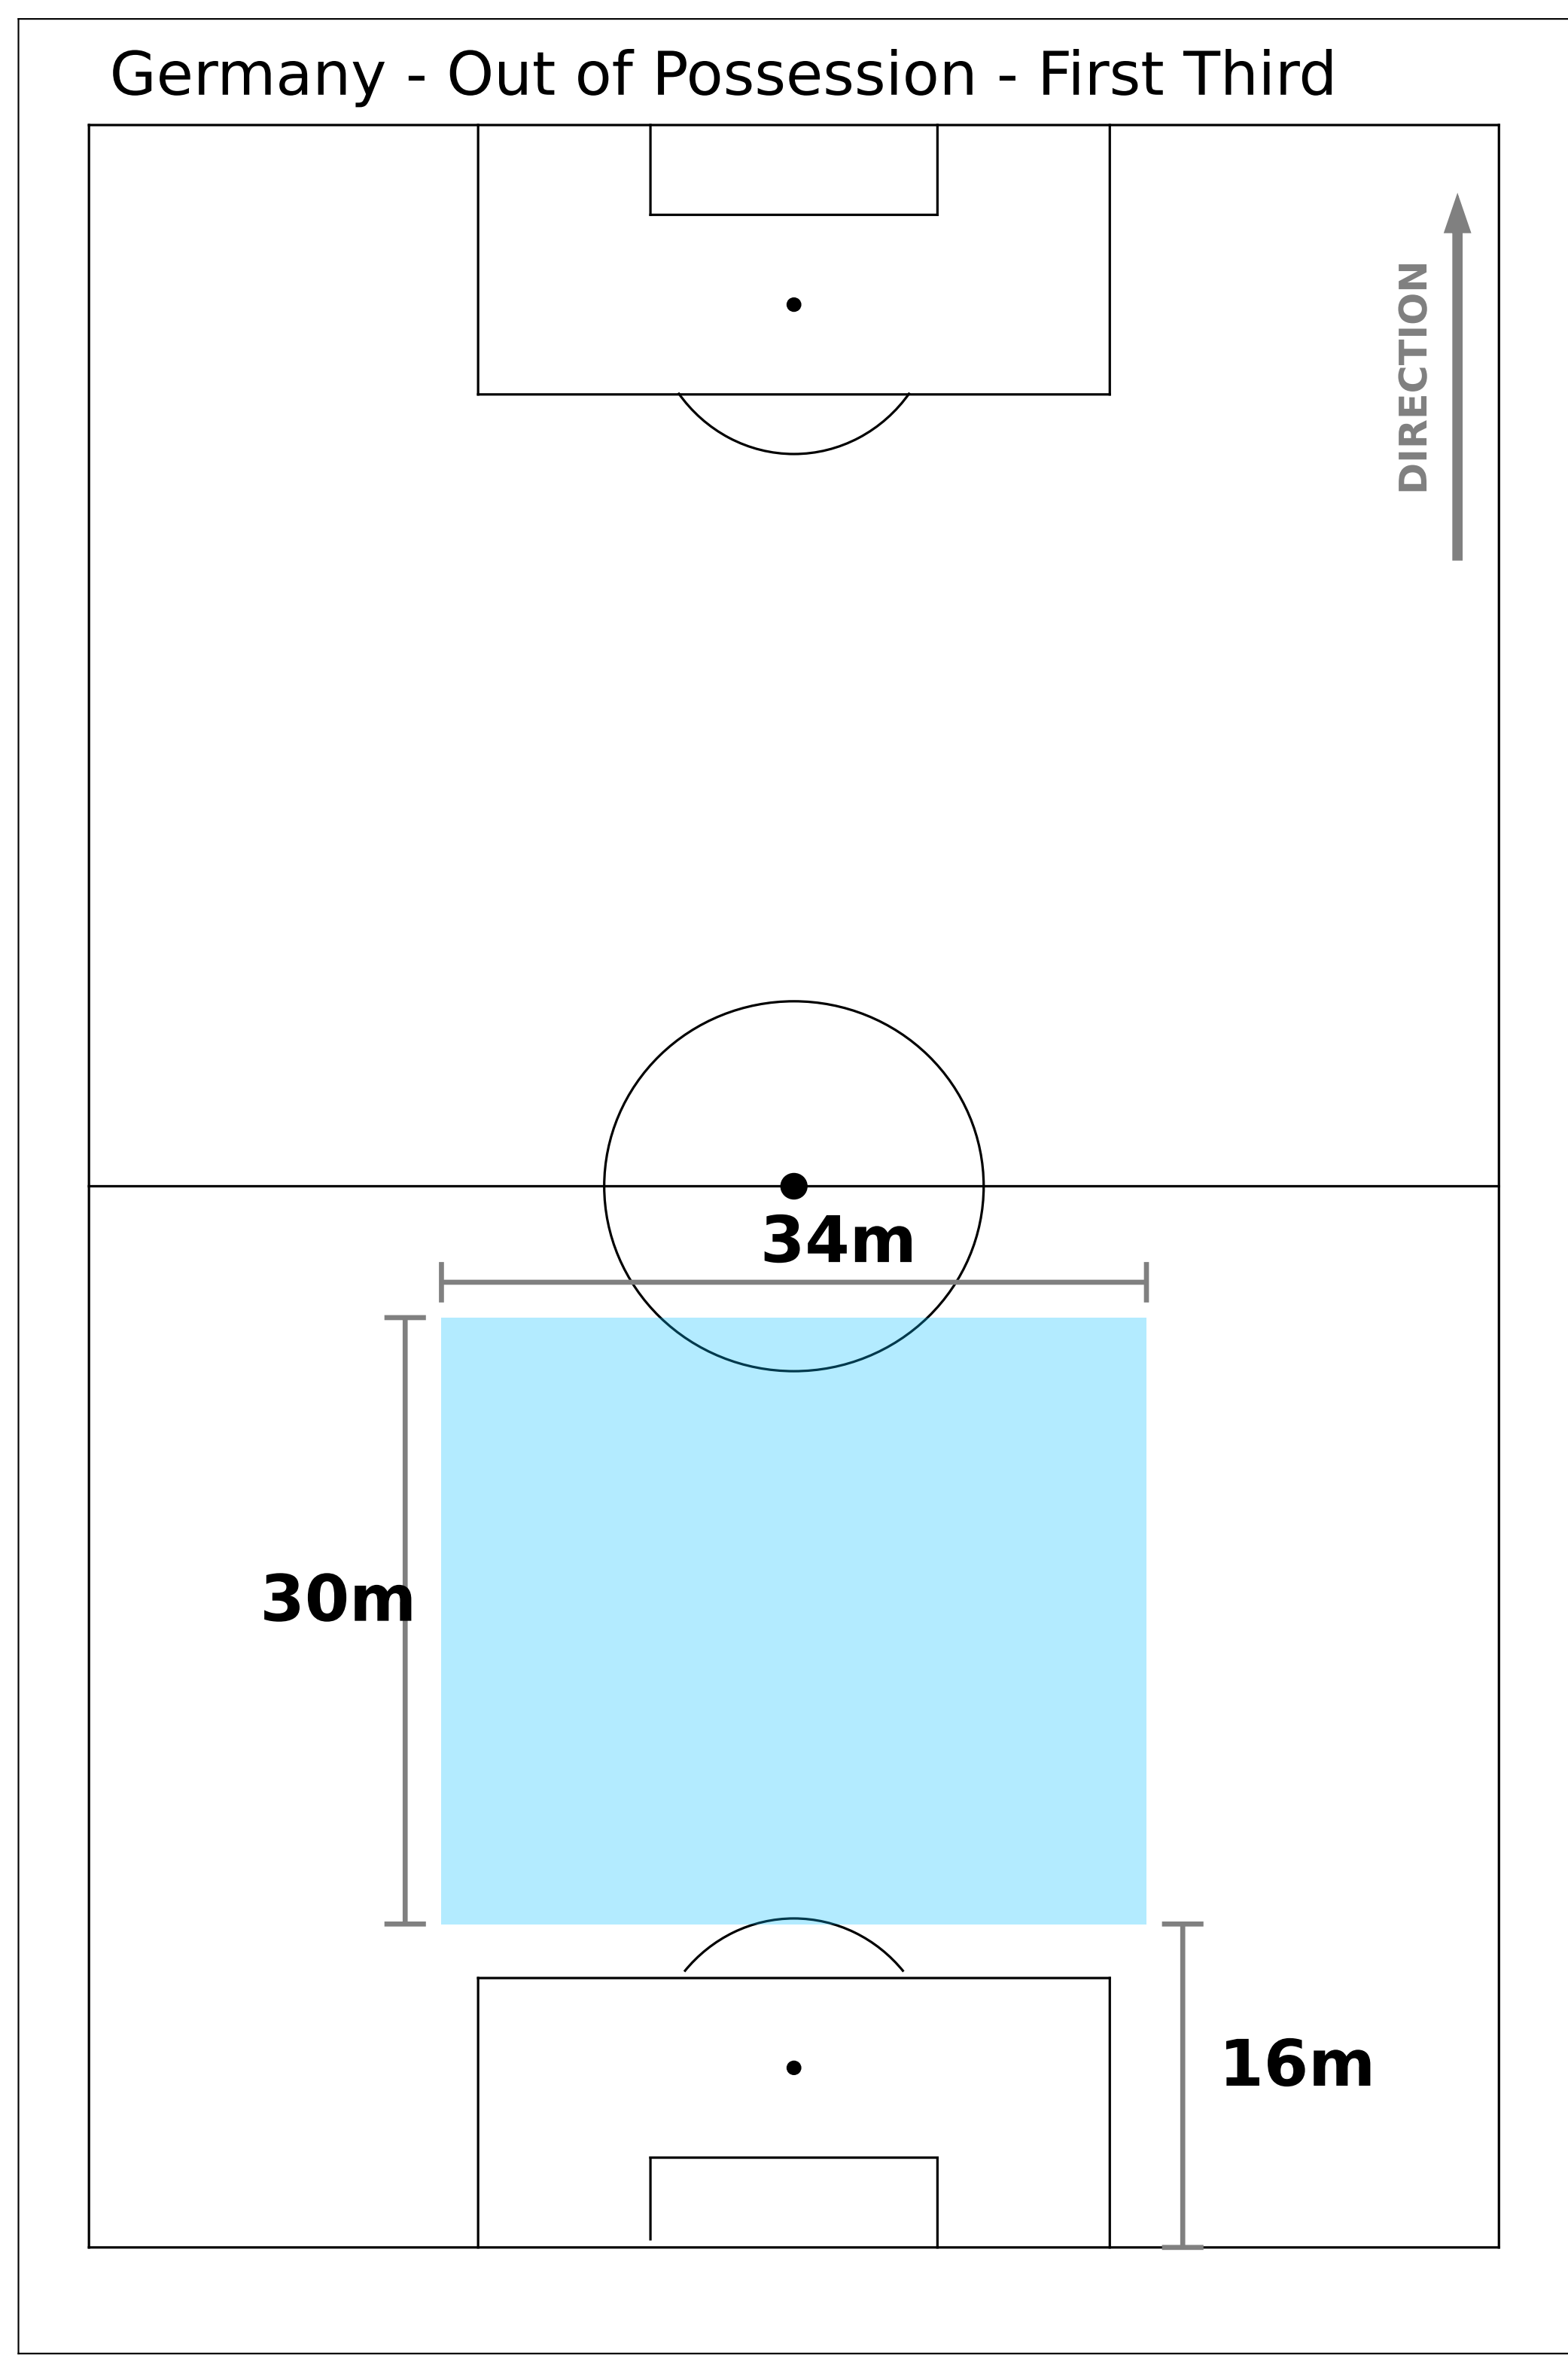 Germany - Out of Possession - First Third
DIRECTION
34m
30m
16m